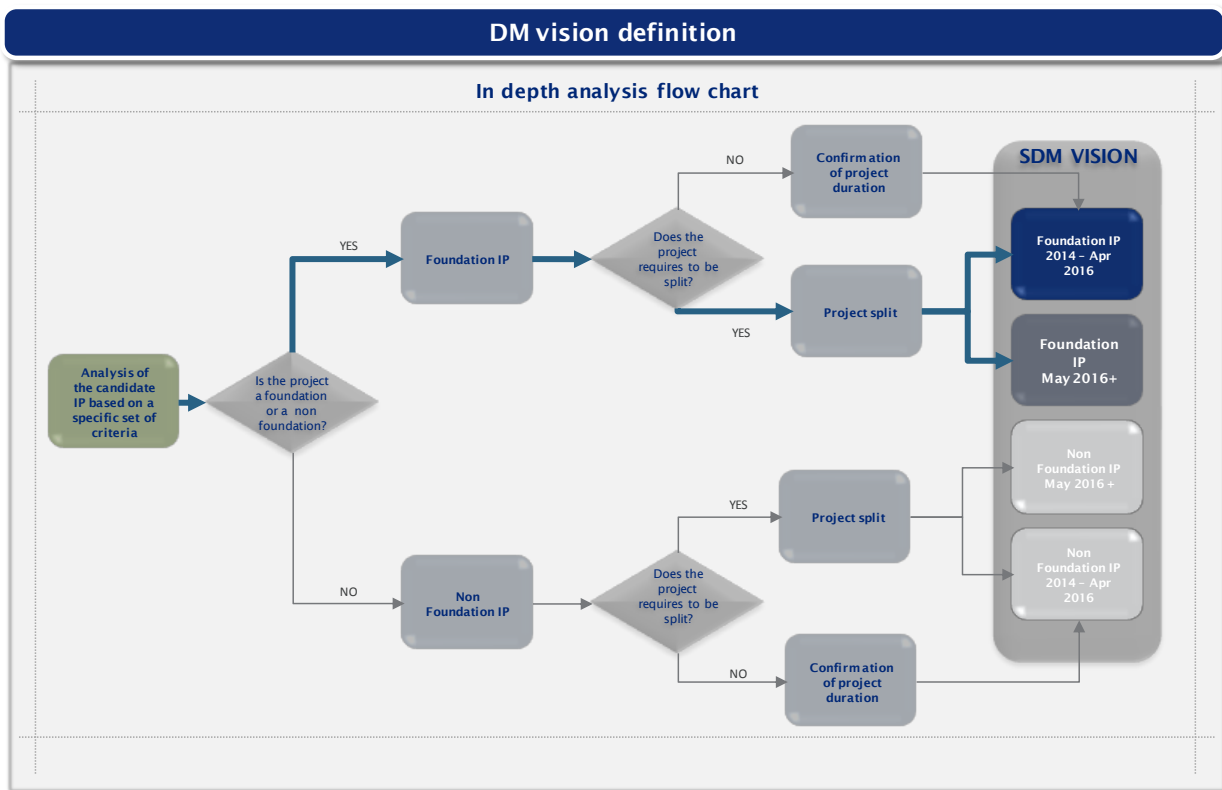 DM vision definition
In depth analysis flow chart
SDM VISION
Confirmation
of project
duration
NO
Foundation IP
2014 – Apr
2016
YES
Foundation IP
Does the
project
requires to be
split?
Project split
YES
Foundation
IP
May 2016+
Analysis of
the candidate
IP based on a
specific set of
criteria
Is the project
a foundation
or a non
foundation?
Non
Foundation IP
May 2016 +
YES
Project split
Non
Foundation IP
2014 – Apr
2016
NO
Non
Foundation IP
Does the
project
requires to be
split?
NO
Confirmation
of project
duration